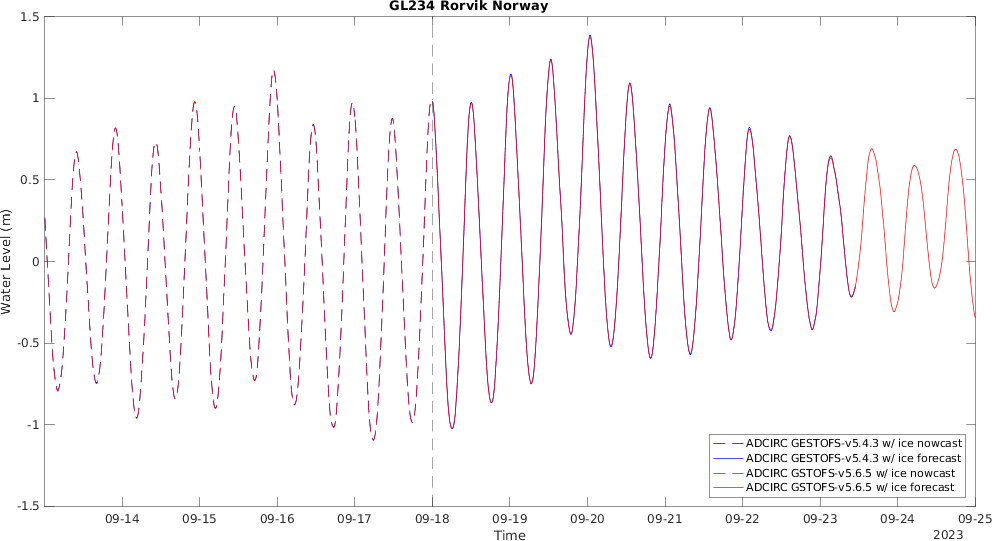 GL234 Rorvik Norway
1.5
1
0.5
0
-0.5
-1
-1.5
Water Level (m)
09-14 09-15 09-16 09-17 09-18 09-19 09-20 09-21 09-22 09-23 09-24 09-25
Time
2023
ADCIRC GESTOFS-v5.4.3 w/ ice nowcast
ADCIRC GESTOFS-v5.4.3 w/ ice forecast
ADCIRC GSTOFS-v5.6.5 w/ ice nowcast
ADCIRC GSTOFS-v5.6.5 w/ ice forecast